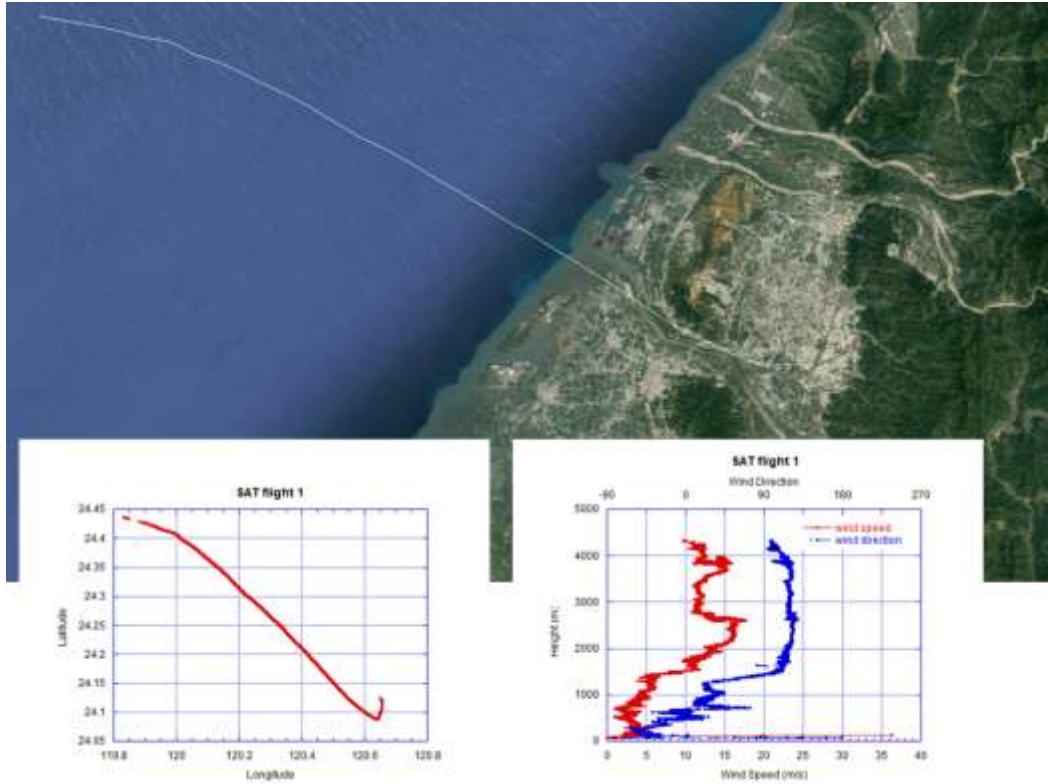 SAT flight 1
24.45
24.4
24.35
24.3
24.25
24.2
24.15
24.1
24.05
Latitude
119.8 120 120.2 120.4 120.6 120.8
Longitude
SAT flight 1
Wind Direction
-90 0 90 180 270
wind speed
wind direction
5000
4000
3000
2000
1000
0
Height (m)
0 5 10 15 20 25 30 35 40
Wind Speed (m/s)